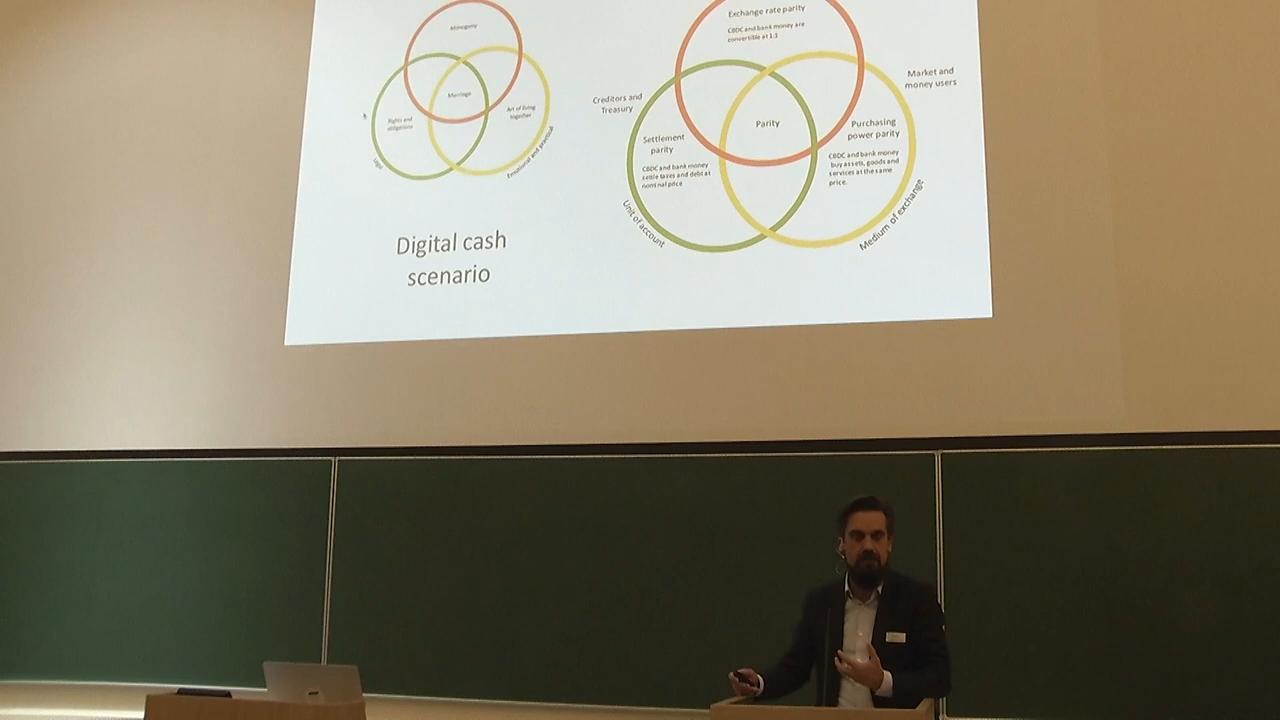 Monogamy
Marriage
Rights and
obligations
Art of living
together
Legal
Emotional and practical
Digital cash
scenario
Exchange rate parity
CBDC and bank money are
convertible at 1:1
Creditors and
Treasury
Market and
money users
Parity
Settlement
parity
CBDC and bank money
settle taxes and debt at
nominal price
Purchasing
power parity
CBDC and bank money
buy assets, goods and
services at the same
price.
Unit of account
Medium of exchange